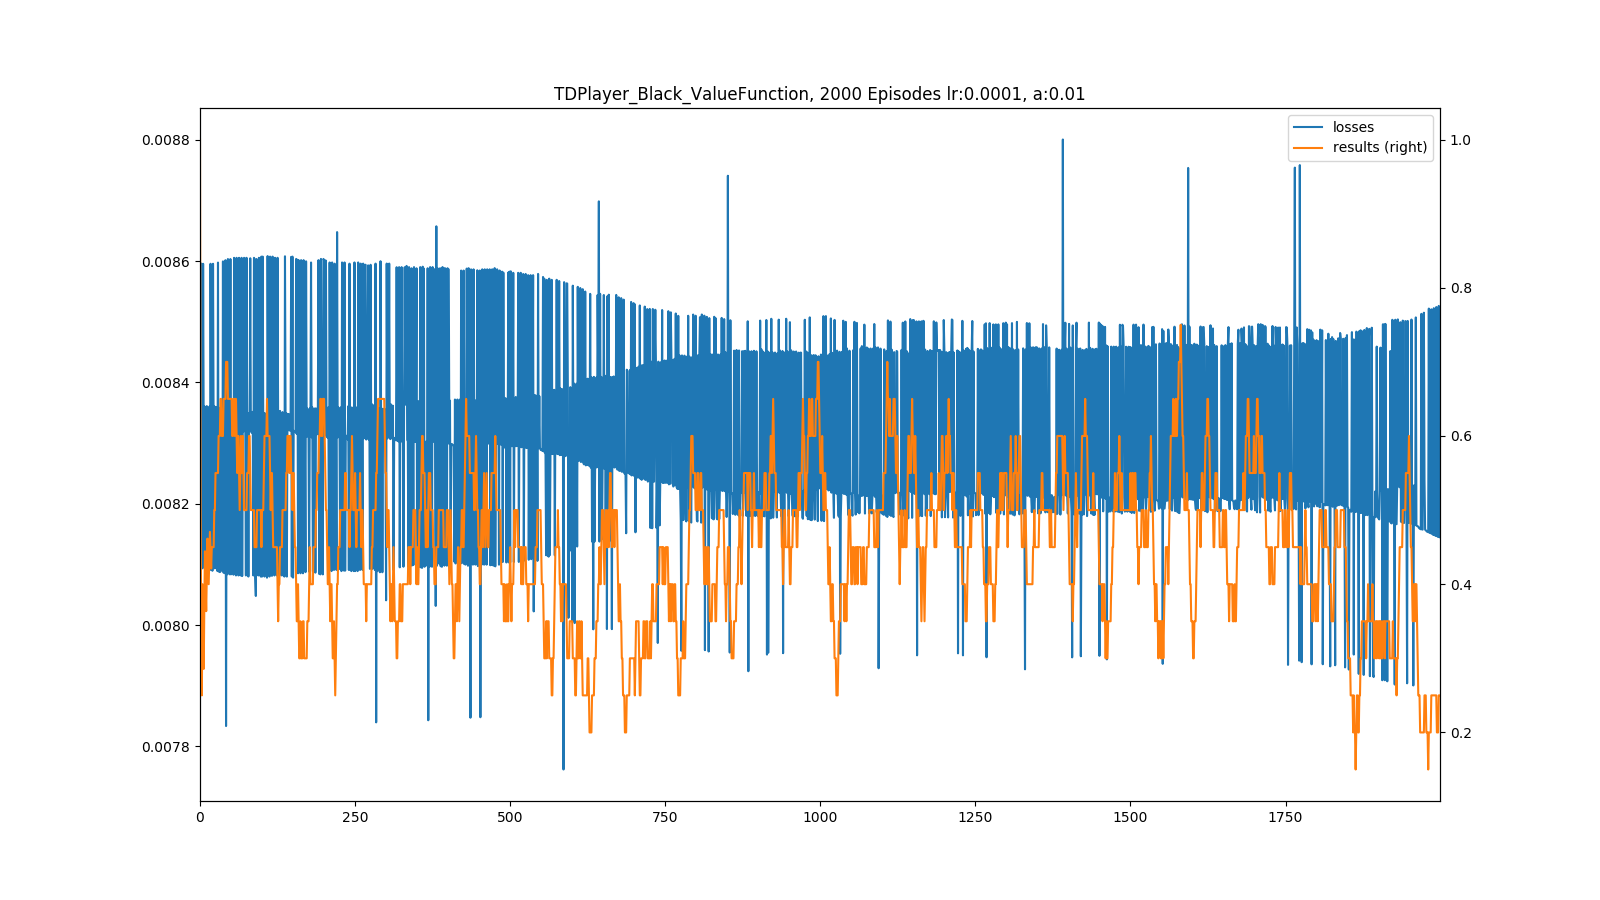 TDPlayer_Black_ValueFunction, 2000 Episodes lr:0.0001, a:0.01
losses
results (right)
0.0088
0.0086
0.0084
0.0082
0.0080
0.0078
1.0
0.8
0.6
0.4
0.2
0 250 500 750 1000 1250 1500 1750